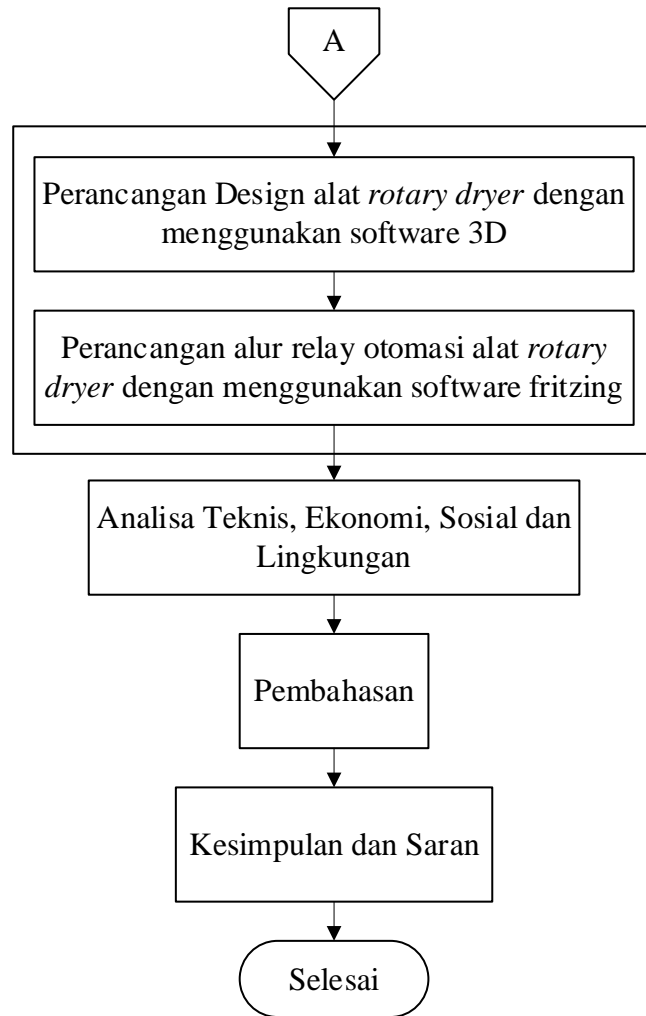 A
Perancangan Design alat rotary dryer dengan
menggunakan software 3D
Perancangan alur relay otomasi alat rotary
dryer dengan menggunakan software fritzing
Analisa Teknis, Ekonomi, Sosial dan
Lingkungan
Pembahasan
Kesimpulan dan Saran
Selesai